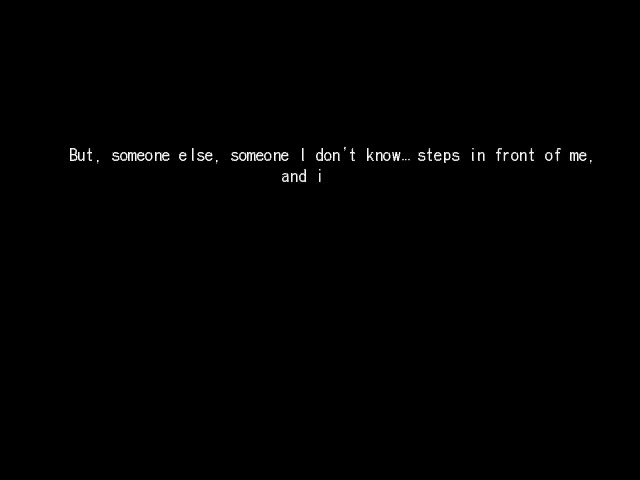 But, someone else, someone I don't know… steps in front of me,
and i